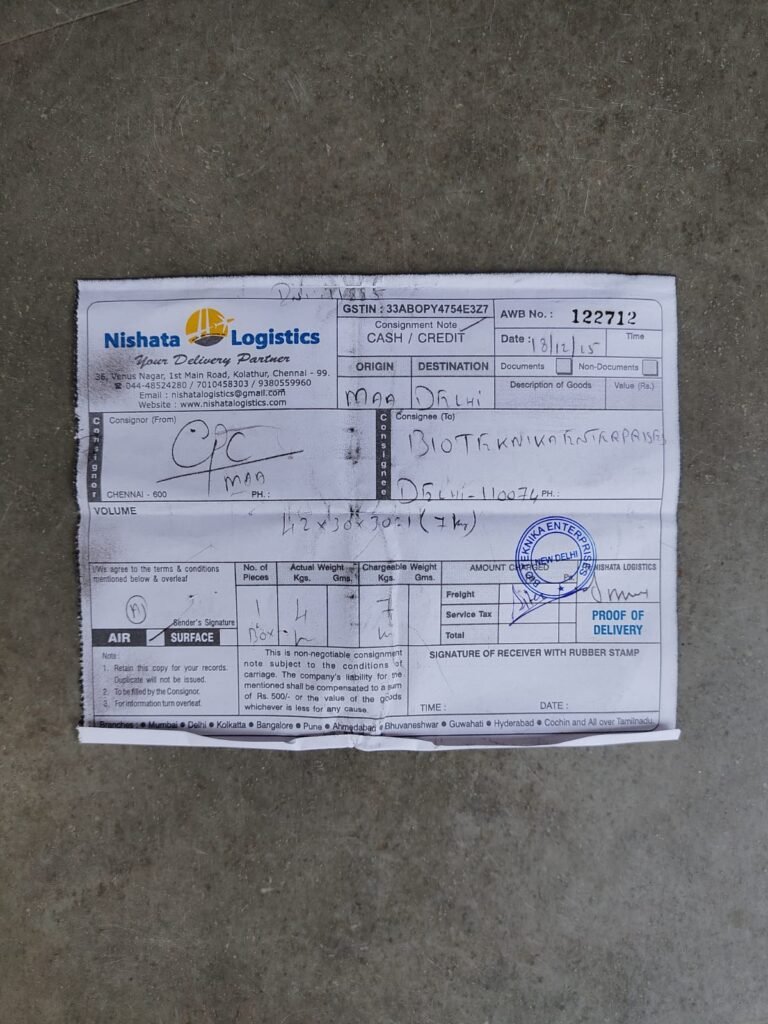 GSTIN : 33ABOPY4754E3Z7
Consignment Note
CASH / CREDIT
AWB No. : 122712
Date : 18/12/15 Time
Nishata Logistics
Your Delivery Partner
36, Venus Nagar, 1st Main Road, Kolathur, Chennai - 99.
☎ 044-48524280 / 7010458303 / 9380559960
Email : nishatalogistics@gmail.com
Website : www.nishatalogistics.com
ORIGIN DESTINATION
MAA DELHI
Documents Non-Documents
Description of Goods Value (Rs.)
Consignor
Consignor (From)
CPC
MAA
CHENNAI - 600 PH. :
Consignee
Consignee (To)
BIOTEKNIKA ENTERAPRISES
DELHI-110074 PH. :
VOLUME
42x30x30=1 (7 kg)
I/We agree to the terms & conditions
mentioned below & overleaf
Sender's Signature
AIR SURFACE
No. of Pieces
1
Box
Actual Weight
Kgs. Gms.
4
Chargeable Weight
Kgs. Gms.
7
AMOUNT CHARGED
Ps.
Freight
Service Tax
Total
BIO TEKNIKA ENTERPRISES
NEW DELHI
NISHATA LOGISTICS
PROOF OF
DELIVERY
Note :
1. Retain this copy for your records.
Duplicate will not be issued.
2. To be filled by the Consignor.
3. For information turn overleaf.
This is non-negotiable consignment
note subject to the conditions of
carriage. The company's liability for the
mentioned shall be compensated to a sum
of Rs. 500/- or the value of the goods
whichever is less for any cause.
SIGNATURE OF RECEIVER WITH RUBBER STAMP
TIME : DATE :
Branches : ● Mumbai ● Delhi ● Kolkatta ● Bangalore ● Pune ● Ahmedabad ● Bhuvaneshwar ● Guwahati ● Hyderabad ● Cochin and All over Tamilnadu.